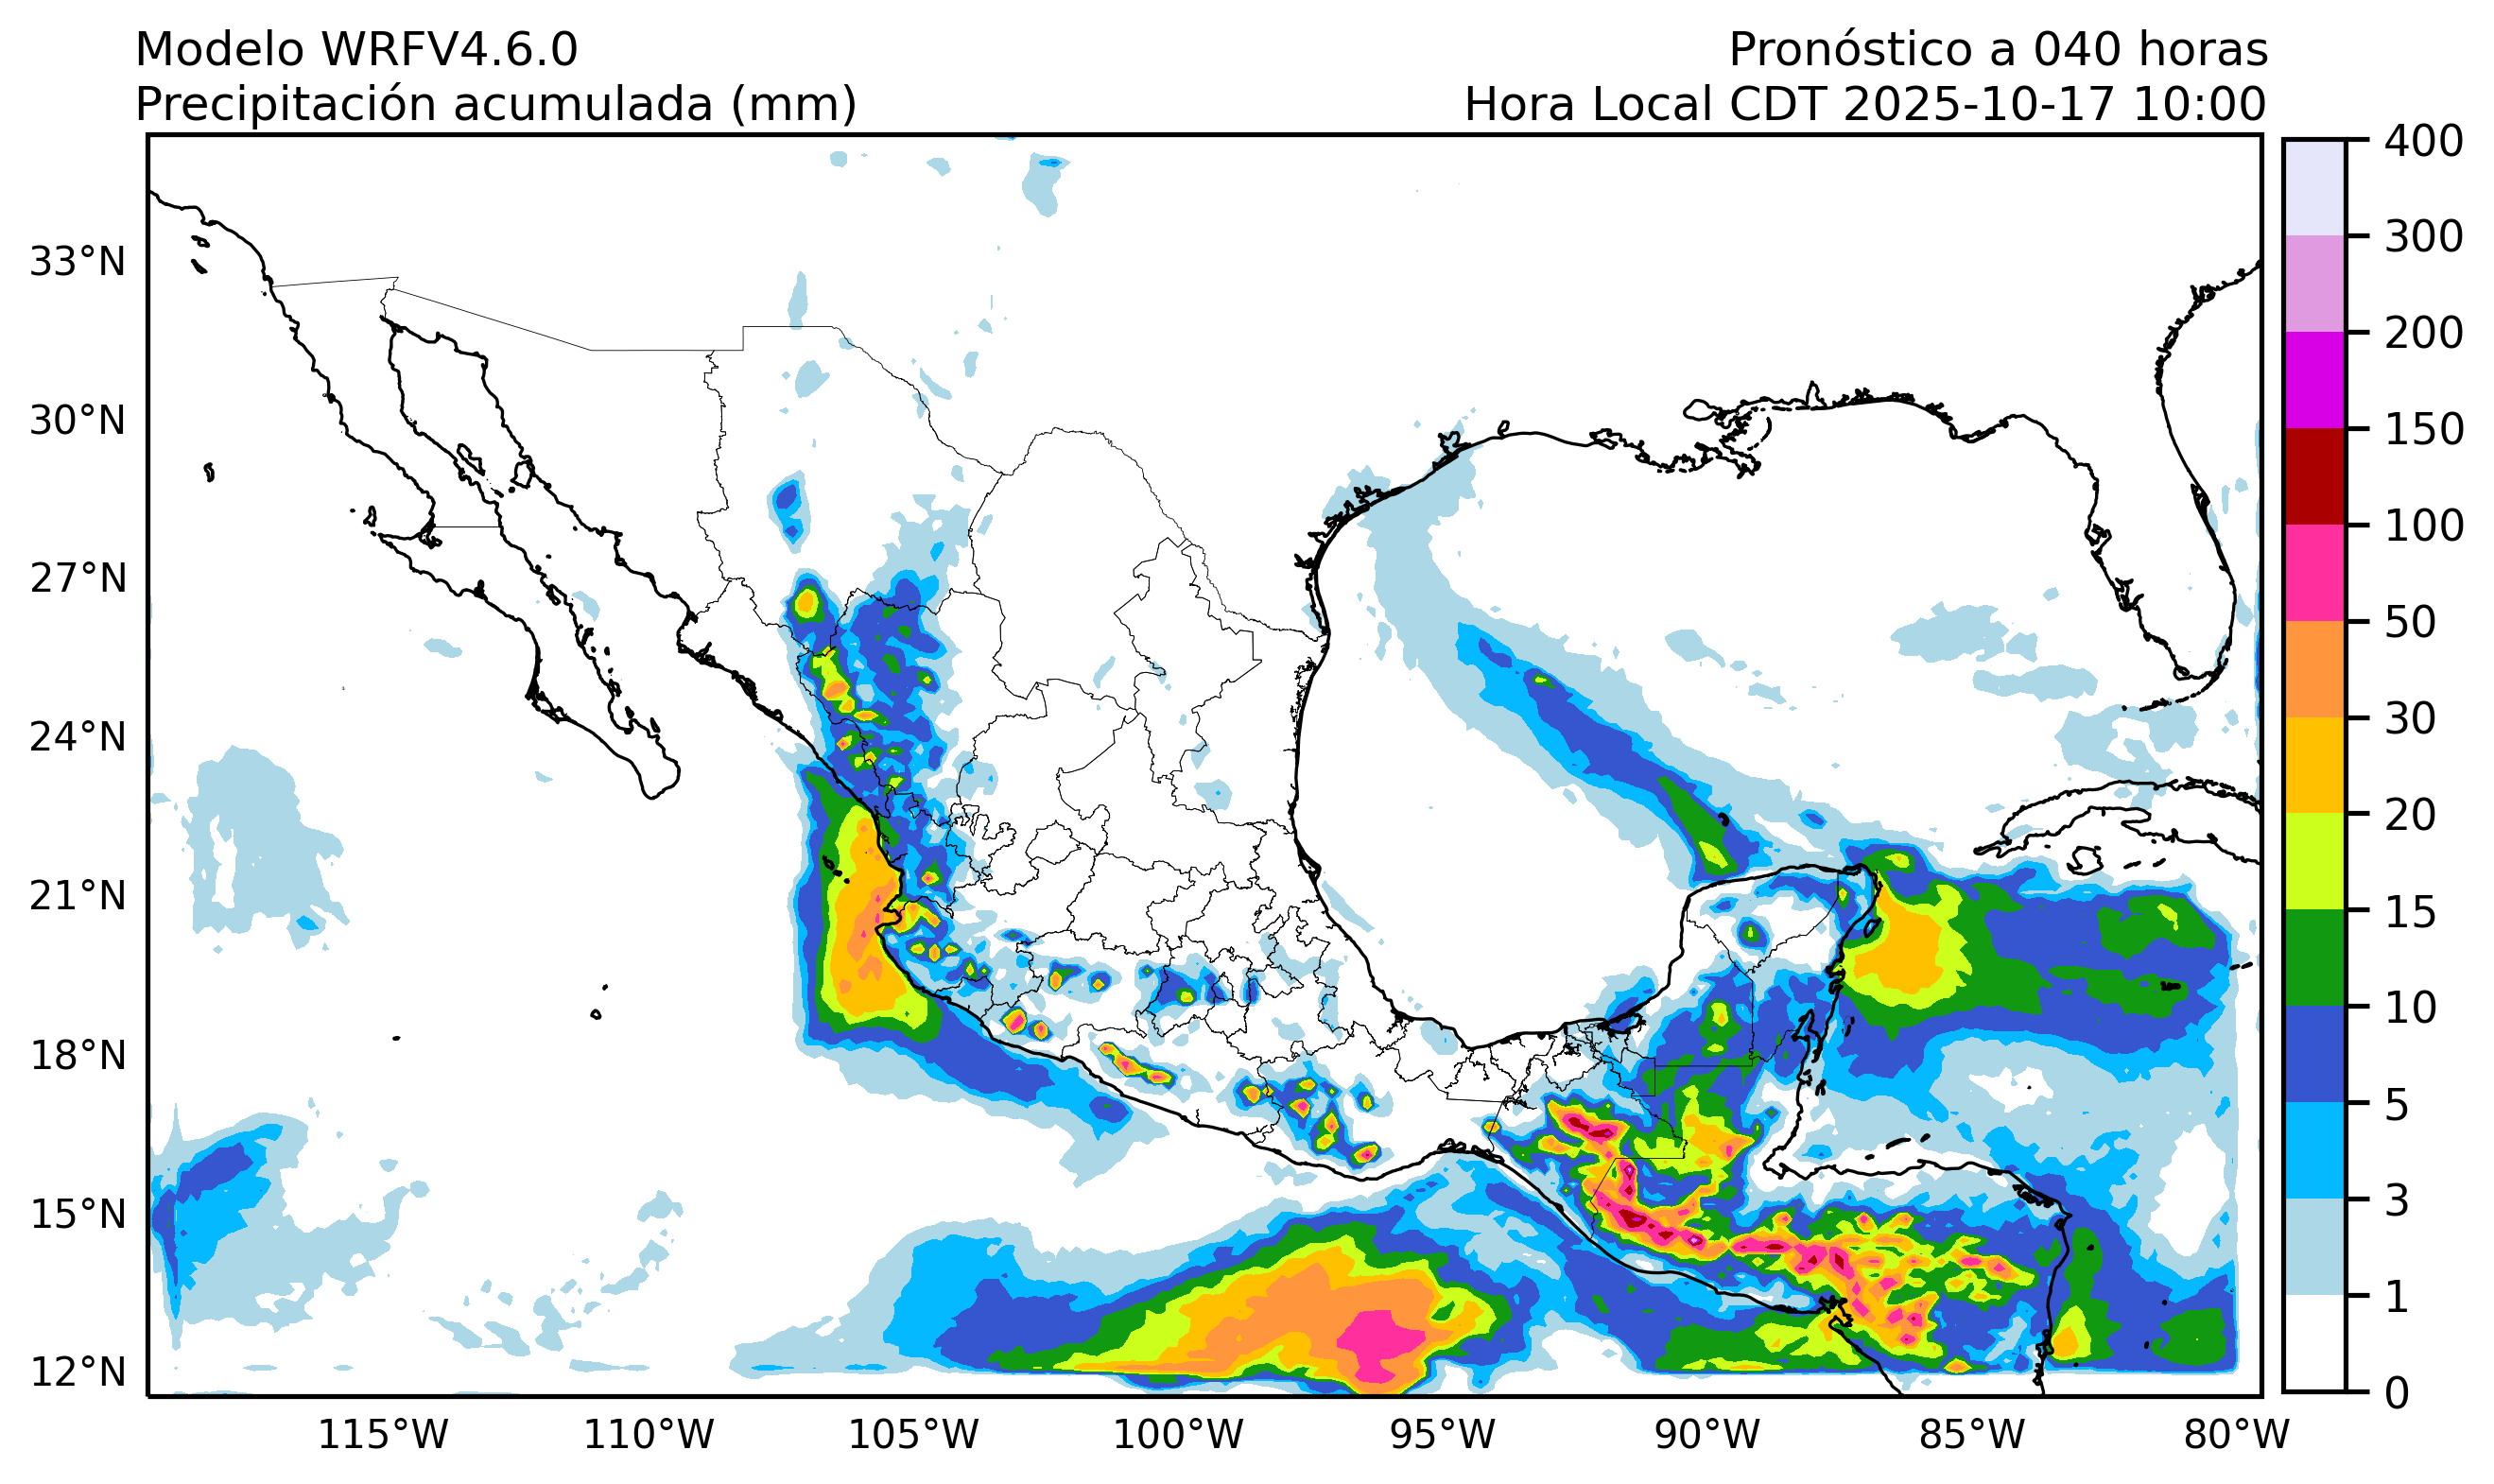 Modelo WRFV4.6.0
Pronóstico a 040 horas
Precipitación acumulada (mm)
Hora Local CDT 2025-10-17 10:00
33°N
30°N
27°N
24°N
21°N
18°N
15°N
12°N
115°W
110°W
105°W
100°W
95°W
90°W
85°W
80°W
400
300
200
150
100
50
30
20
15
10
5
3
1
0